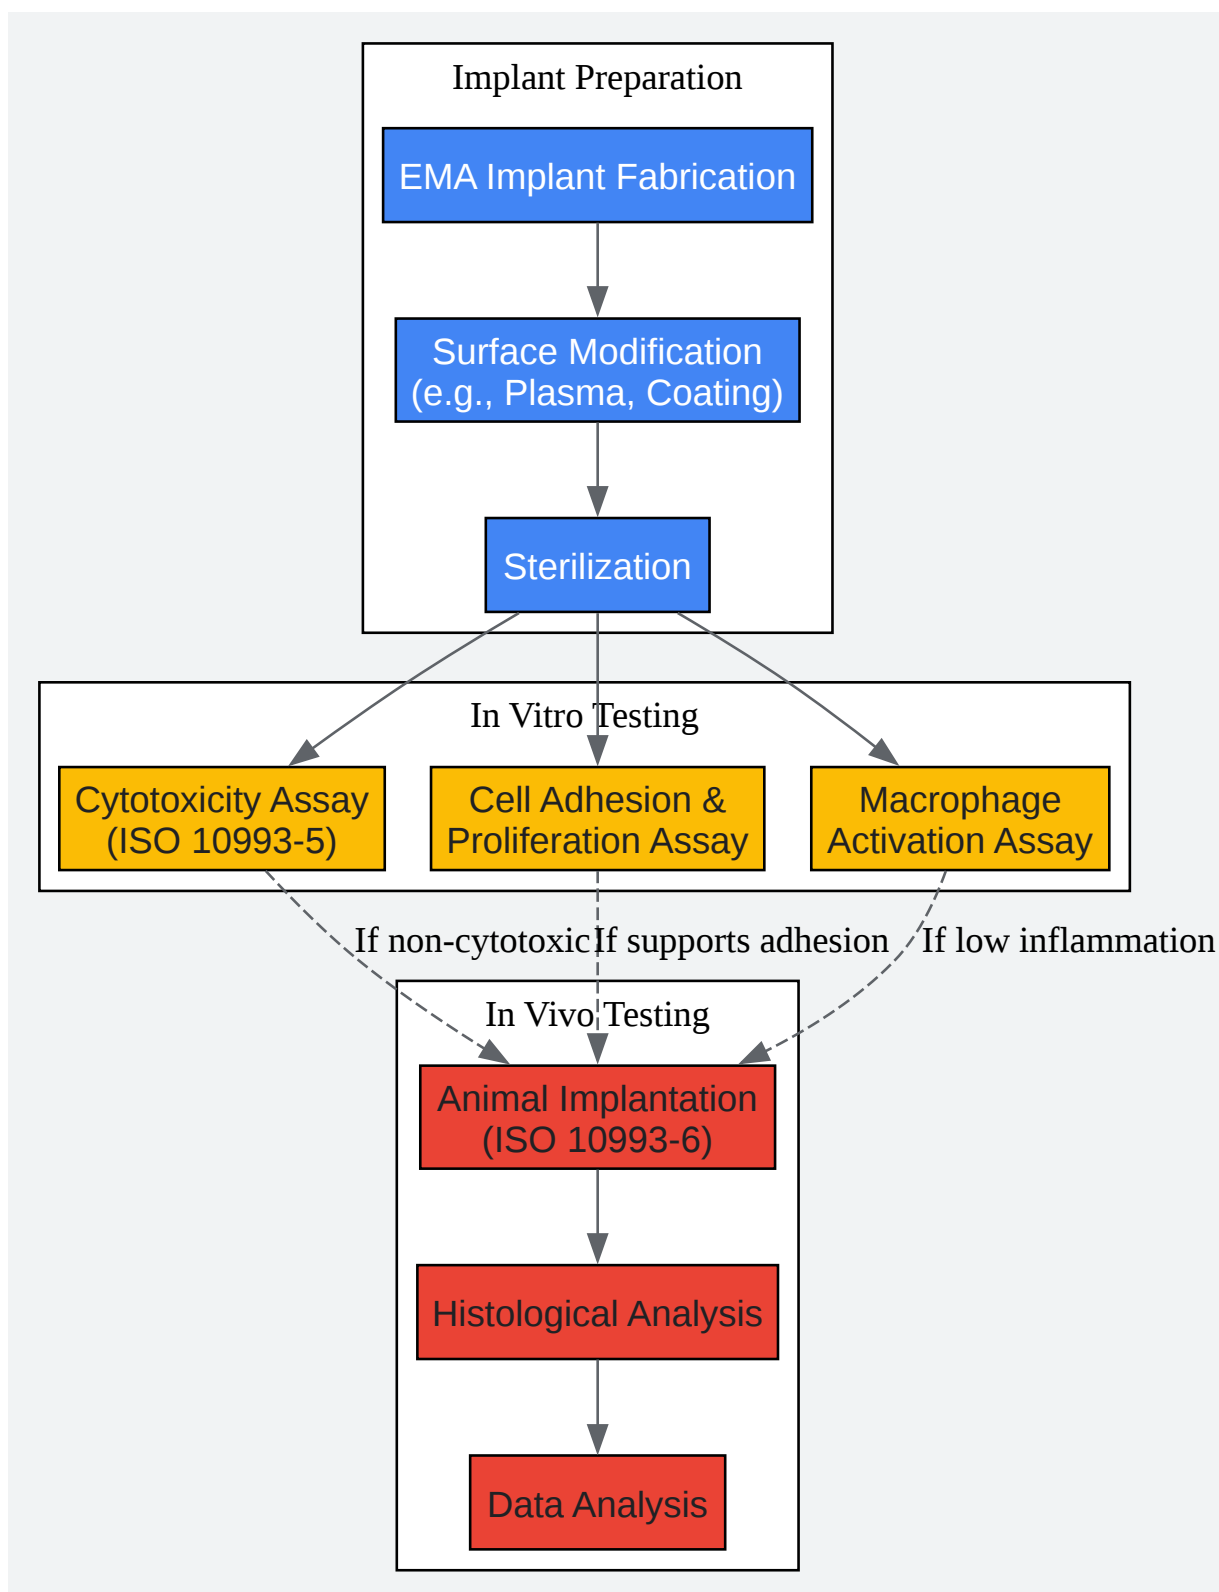 Implant Preparation
EMA Implant Fabrication
Surface Modification
(e.g., Plasma, Coating)
Sterilization
In Vitro Testing
Cytotoxicity Assay
(ISO 10993-5)
Cell Adhesion &
Proliferation Assay
Macrophage
Activation Assay
If non-cytotoxic
If supports adhesion
If low inflammation
In Vivo Testing
Animal Implantation
(ISO 10993-6)
Histological Analysis
Data Analysis